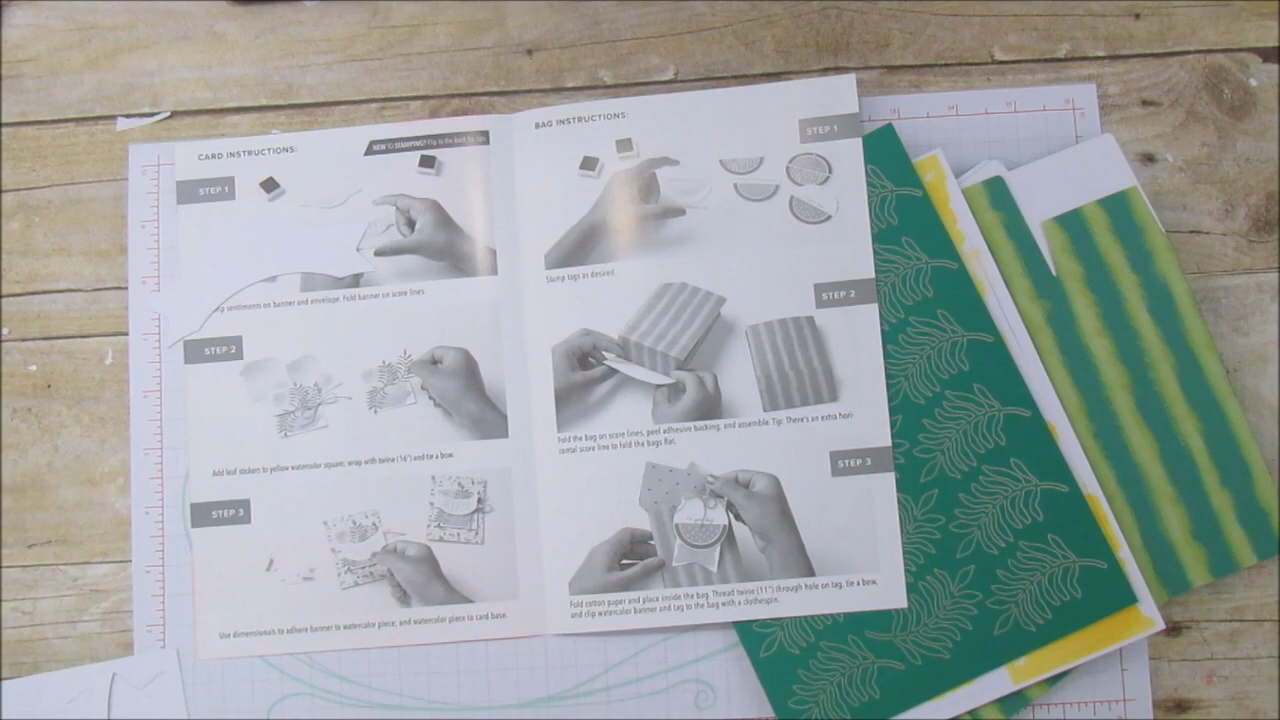 CARD INSTRUCTIONS:
NEW TO STAMPING? Flip to the back for tips.
STEP 1
sentiments on banner and envelope. Fold banner on score lines.
STEP 2
Add leaf stickers to yellow watercolor square; wrap with twine (16") and tie a bow.
STEP 3
Use dimensionals to adhere banner to watercolor piece; and watercolor piece to card base.
BAG INSTRUCTIONS:
STEP 1
Stamp tags as desired.
STEP 2
Fold the bag on score lines, peel adhesive backing, and assemble. Tip: There's an extra hori-
zontal score line to fold the bags flat.
STEP 3
Fold cotton paper and place inside the bag. Thread twine (11") through hole on tag, tie a bow,
and clip watercolor banner and tag to the bag with a clothespin.
13
14
15